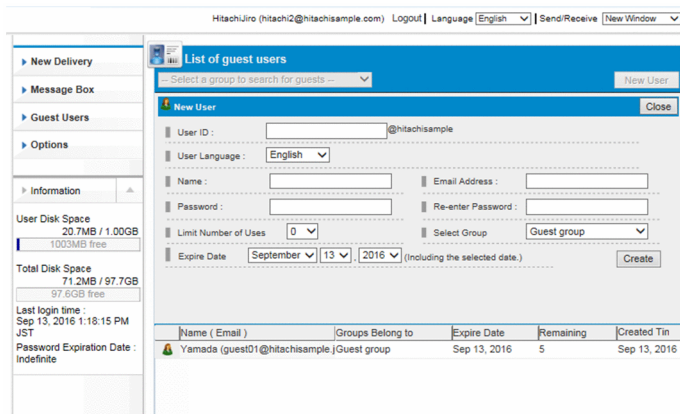 HitachiJiro (hitachi2@hitachisample.com) Logout | Language English | Send/Receive New Window
New Delivery
Message Box
Guest Users
Options
Information
User Disk Space
20.7MB / 1.00GB
1003MB free
Total Disk Space
71.2MB / 97.7GB
97.6GB free
Last login time :
Sep 13, 2016 1:18:15 PM
JST
Password Expiration Date :
Indefinite
List of guest users
-- Select a group to search for guests -- New User
New User Close
User ID : @hitachisample
User Language : English
Name : Email Address :
Password : Re-enter Password :
Limit Number of Uses 0 Select Group Guest group
Expire Date September 13 , 2016 (Including the selected date.) Create
Name ( Email ) Groups Belong to Expire Date Remaining Created Tin
Yamada (guest01@hitachisample.j Guest group Sep 13, 2016 5 Sep 13, 2016